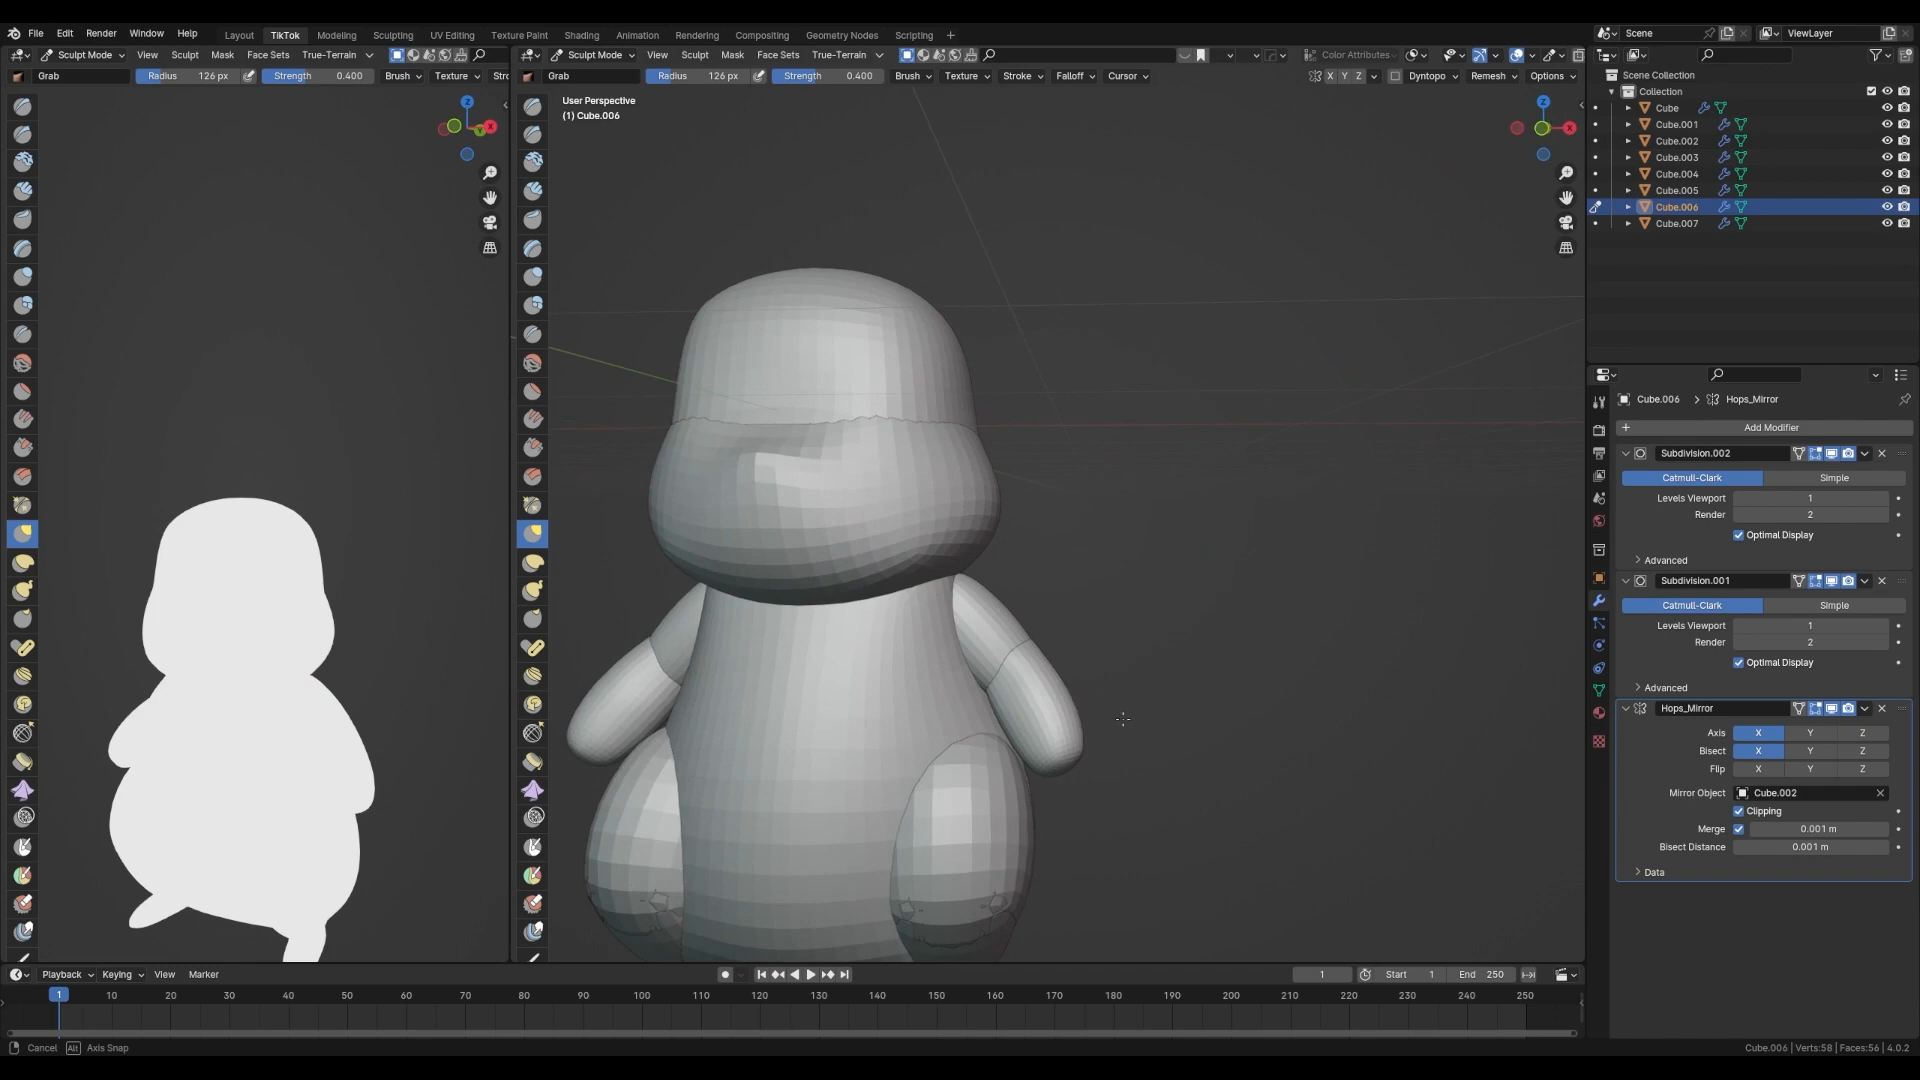 File Edit Render Window Help Layout TikTok Modeling Sculpting UV Editing Texture Paint Shading Animation Rendering Compositing Geometry Nodes Scripting + Scene ViewLayer
Sculpt Mode View Sculpt Mask Face Sets True-Terrain Sculpt Mode View Sculpt Mask Face Sets True-Terrain Color Attributes
Grab Radius 126 px Strength 0.400 Brush Texture Stro Grab Radius 126 px Strength 0.400 Brush Texture Stroke Falloff Cursor X Y Z Dyntopo Remesh Options
Scene Collection
Collection
Cube
Cube.001
Cube.002
Cube.003
Cube.004
Cube.005
Cube.006
Cube.007
User Perspective
(1) Cube.006
Z
X
Y
Z
X
Cube.006 > Hops_Mirror
+ Add Modifier
Subdivision.002
Catmull-Clark Simple
Levels Viewport 1
Render 2
Optimal Display
Advanced
Subdivision.001
Catmull-Clark Simple
Levels Viewport 1
Render 2
Optimal Display
Advanced
Hops_Mirror
Axis X Y Z
Bisect X Y Z
Flip X Y Z
Mirror Object Cube.002
Clipping
Merge 0.001 m
Bisect Distance 0.001 m
Data
Playback Keying View Marker 1 Start 1 End 250
1 10 20 30 40 50 60 70 80 90 100 110 120 130 140 150 160 170 180 190 200 210 220 230 240 250
Cancel Alt Axis Snap Cube.006 | Verts:58 | Faces:56 | 4.0.2